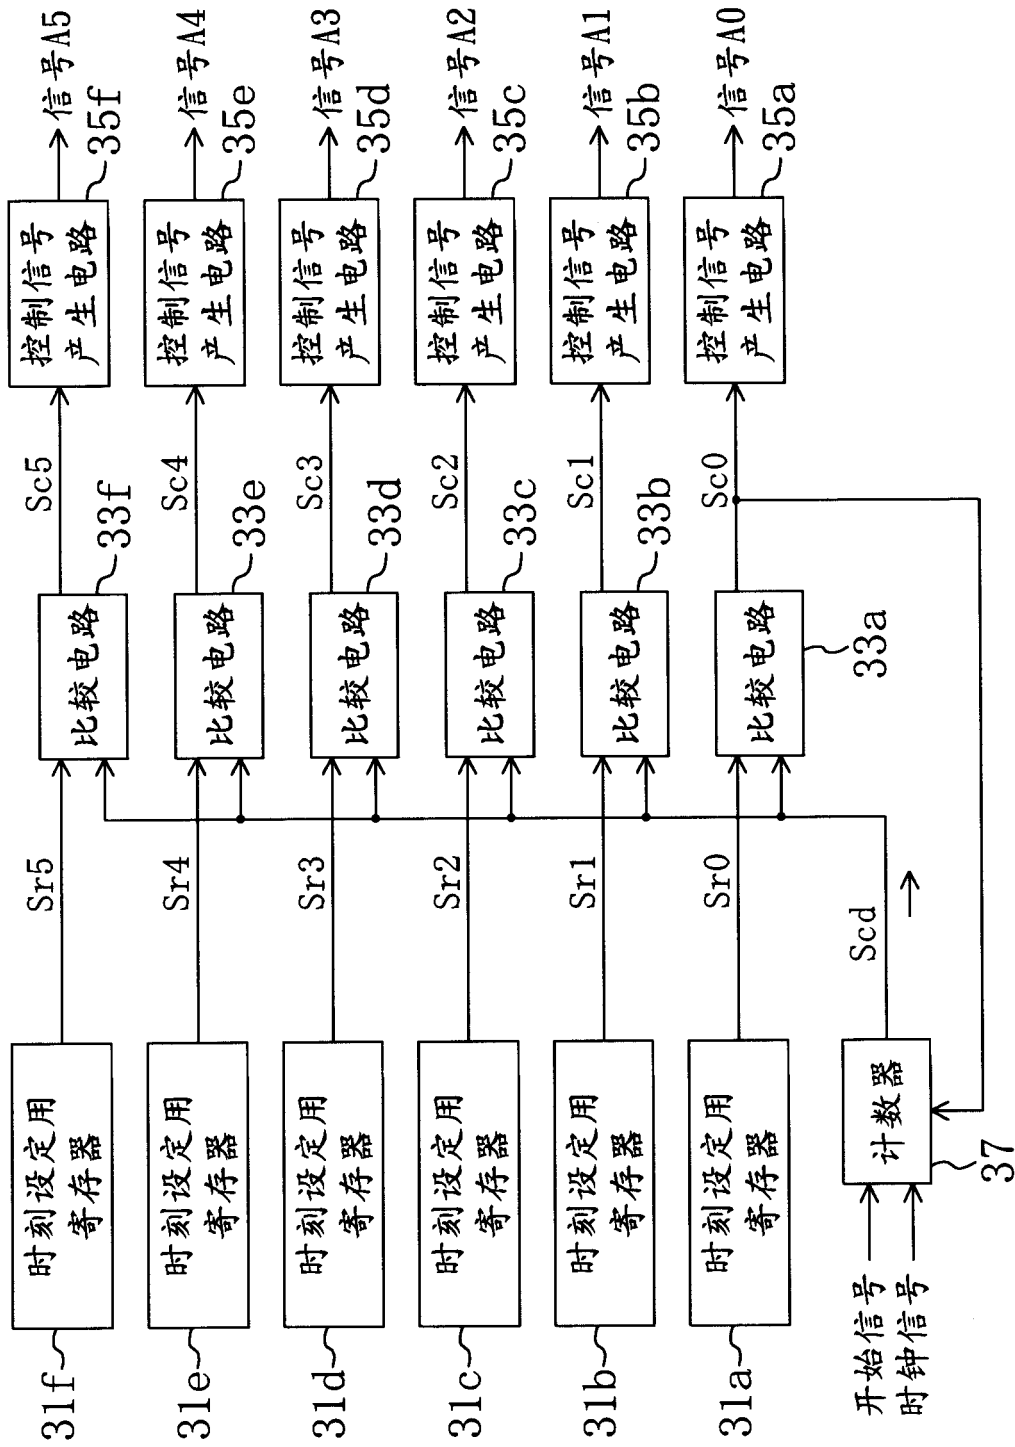 31f
时刻设定用
寄存器
Sr5
比较电路
33f
Sc5
控制信号
产生电路
35f
信号A5
31e
时刻设定用
寄存器
Sr4
比较电路
33e
Sc4
控制信号
产生电路
35e
信号A4
31d
时刻设定用
寄存器
Sr3
比较电路
33d
Sc3
控制信号
产生电路
35d
信号A3
31c
时刻设定用
寄存器
Sr2
比较电路
33c
Sc2
控制信号
产生电路
35c
信号A2
31b
时刻设定用
寄存器
Sr1
比较电路
33b
Sc1
控制信号
产生电路
35b
信号A1
31a
时刻设定用
寄存器
Sr0
比较电路
33a
Sc0
控制信号
产生电路
35a
信号A0
开始信号
时钟信号
计数器
37
Scd